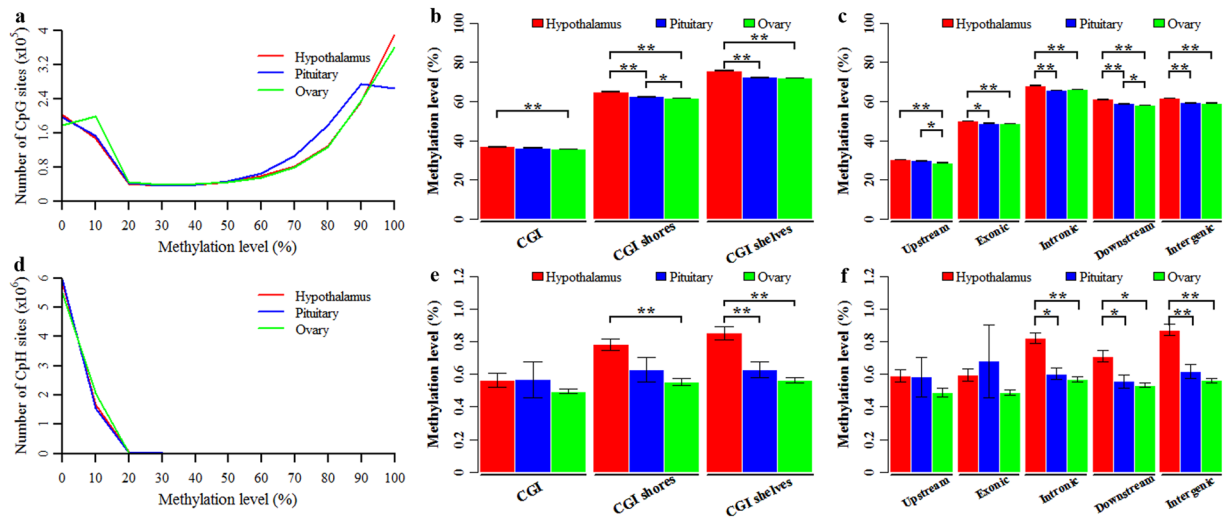 a
Number of CpG sites (x10⁵)
4
3.2
2.4
1.6
0.8
0
Hypothalamus
Pituitary
Ovary
0 10 20 30 40 50 60 70 80 90 100
Methylation level (%)
b
Hypothalamus Pituitary Ovary
Methylation level (%)
100
80
60
40
20
0
**
** ** *
** **
CGI CGI shores CGI shelves
c
Hypothalamus Pituitary Ovary
Methylation level (%)
100
80
60
40
20
0
** *
** *
** **
** ** *
** **
Upstream Exonic Intronic Downstream Intergenic
d
Number of CpH sites (x10⁶)
6
5
4
3
2
1
0
Hypothalamus
Pituitary
Ovary
0 10 20 30 40 50 60 70 80 90 100
Methylation level (%)
e
Hypothalamus Pituitary Ovary
Methylation level (%)
1.2
1.0
0.8
0.6
0.4
0.2
0
**
** **
CGI CGI shores CGI shelves
f
Hypothalamus Pituitary Ovary
Methylation level (%)
1.2
1.0
0.8
0.6
0.4
0.2
0
** *
* *
** **
Upstream Exonic Intronic Downstream Intergenic